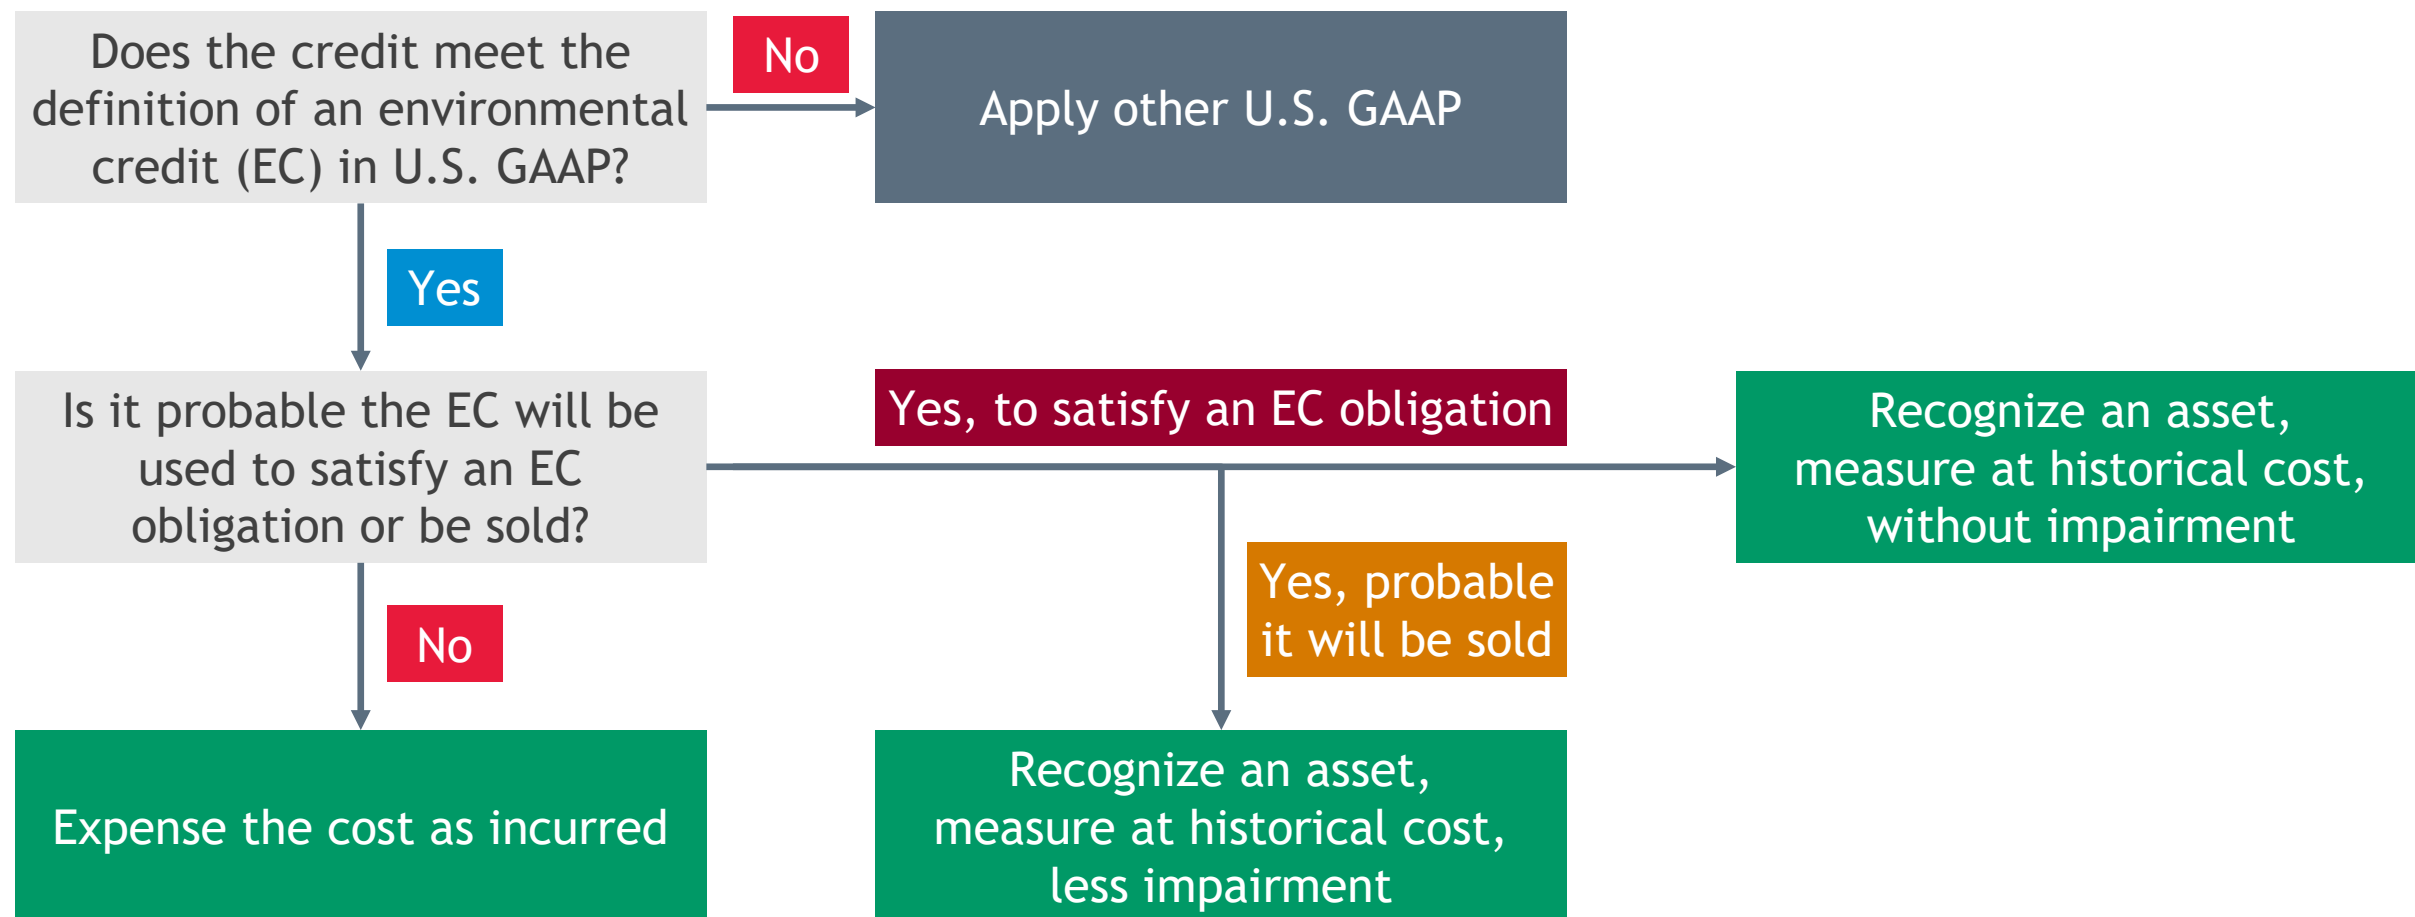 Does the credit meet the
definition of an environmental
credit (EC) in U.S. GAAP?
No
Apply other U.S. GAAP
Yes
Is it probable the EC will be
used to satisfy an EC
obligation or be sold?
Yes, to satisfy an EC obligation
Recognize an asset,
measure at historical cost,
without impairment
Yes, probable
it will be sold
No
Expense the cost as incurred
Recognize an asset,
measure at historical cost,
less impairment